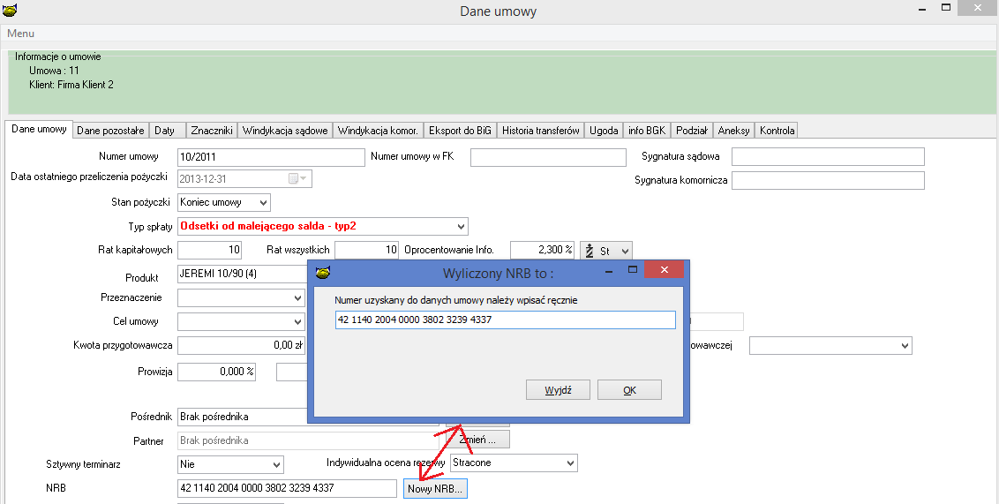 Dane umowy
Menu
Informacje o umowie
Umowa : 11
Klient: Firma Klient 2
Dane umowy Dane pozostałe Daty Znaczniki Windykacja sądowe Windykacja komor. Eksport do BiG Historia transferów Ugoda info BGK Podział Aneksy Kontrola
Numer umowy 10/2011 Numer umowy w FK Sygnatura sądowa
Data ostatniego przeliczenia pożyczki 2013-12-31 Sygnatura komornicza
Stan pożyczki Koniec umowy
Typ spłaty Odsetki od malejącego salda - typ2
Rat kapitałowych 10 Rat wszystkich 10 Oprocentowanie Info. 2,300 % St
Produkt JEREMI 10/90 (4)
Wyliczony NRB to :
Przeznaczenie
Numer uzyskany do danych umowy należy wpisać ręcznie
Cel umowy
42 1140 2004 0000 3802 3239 4337
Kwota przygotowawcza 0,00 zł owawczej
Prowizja 0,000 %
Wyjdź OK
Pośrednik Brak pośrednika
Partner Brak pośrednika Zmień ...
Sztywny terminarz Nie Indywidualna ocena rezerwy Stracone
NRB 42 1140 2004 0000 3802 3239 4337 Nowy NRB...